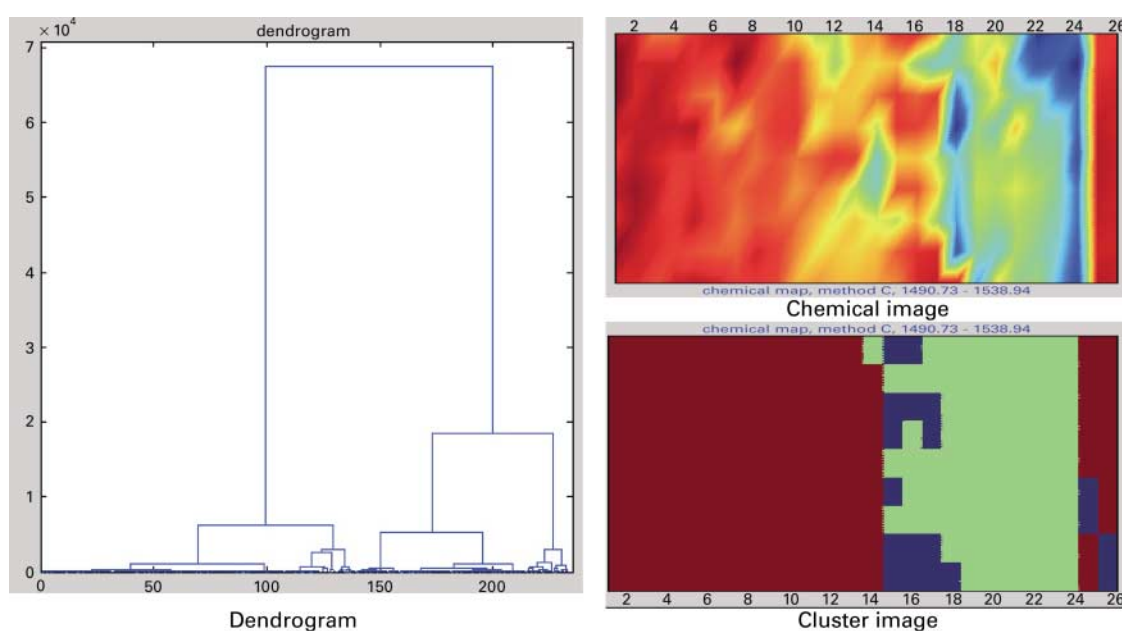 dendrogram
× 10⁴
7
6
5
4
3
2
1
0
0 50 100 150 200
Dendrogram
2 4 6 8 10 12 14 16 18 20 22 24 26
chemical map, method C, 1490.73 - 1538.94
Chemical image
chemical map, method C, 1490.73 - 1538.94
2 4 6 8 10 12 14 16 18 20 22 24 26
Cluster image